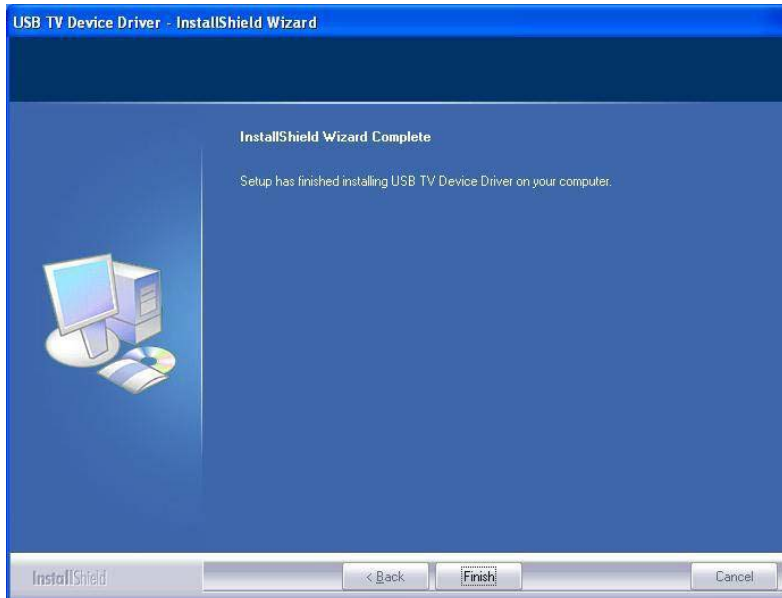 USB TV Device Driver - InstallShield Wizard
InstallShield Wizard Complete
Setup has finished installing USB TV Device Driver on your computer.
InstallShield
< Back
Finish
Cancel